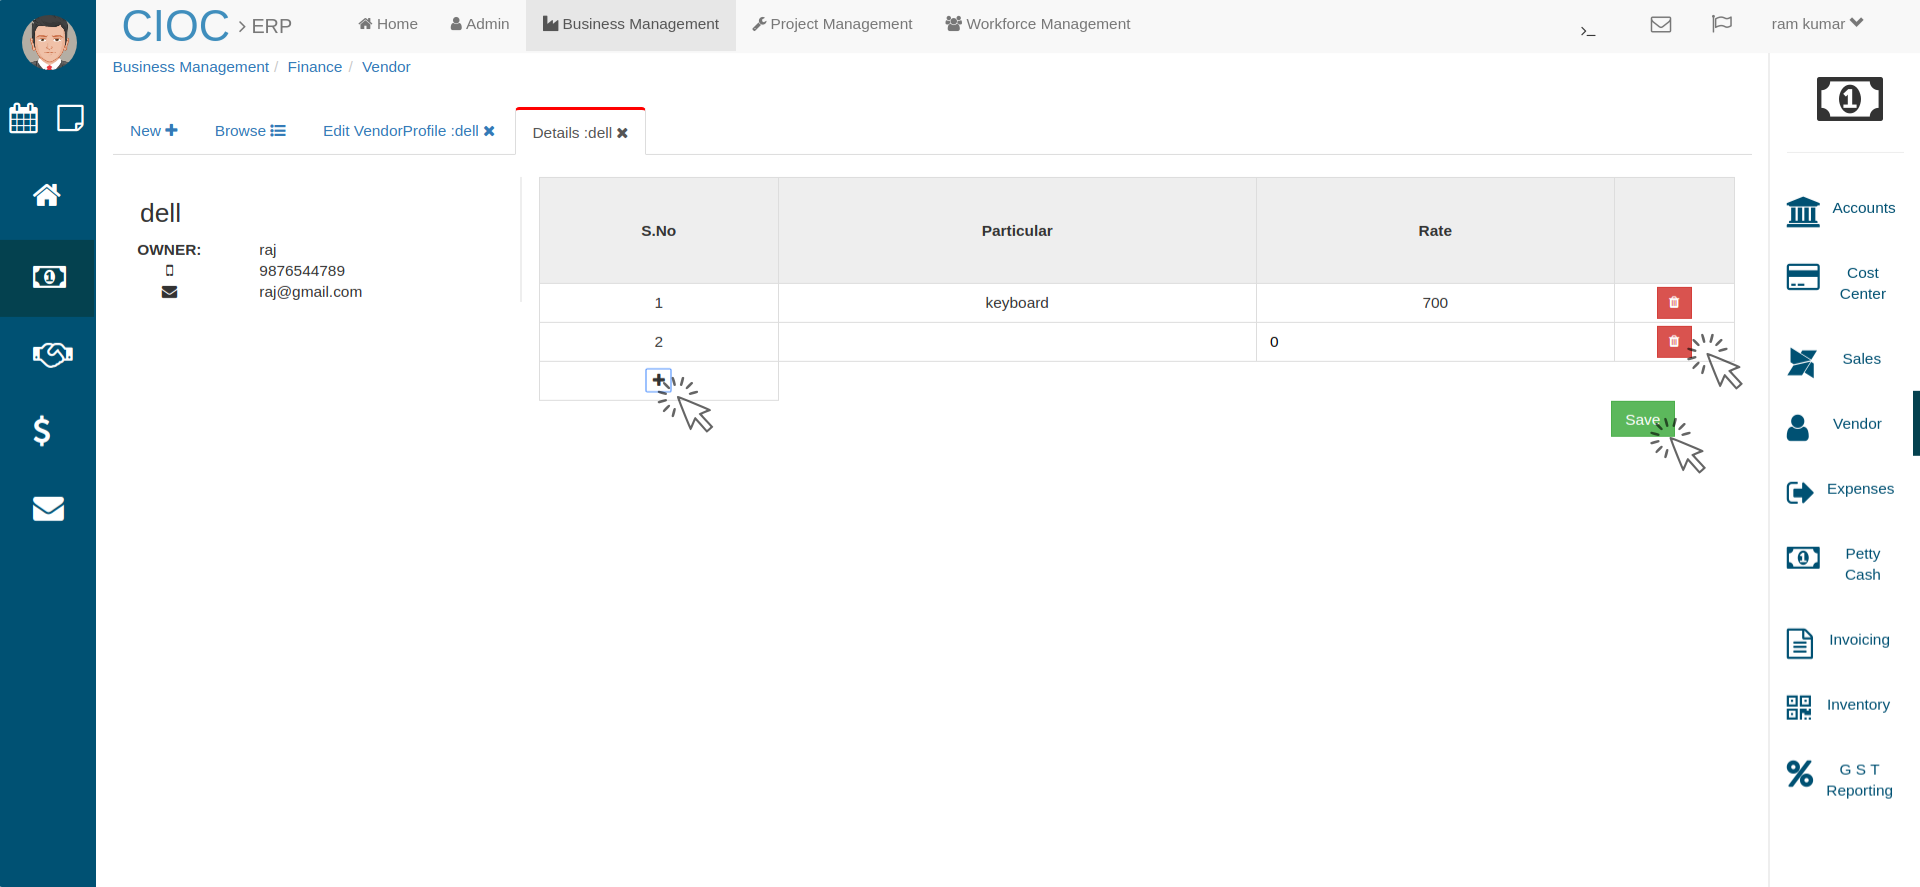 CIOC > ERP Home Admin Business Management Project Management Workforce Management >_ ram kumar
Business Management / Finance / Vendor
New Browse Edit VendorProfile :dell Details :dell
dell
OWNER: raj
9876544789
raj@gmail.com
S.No Particular Rate
1 keyboard 700
2 0
Save
Accounts
Cost
Center
Sales
Vendor
Expenses
Petty
Cash
Invoicing
Inventory
G S T
Reporting